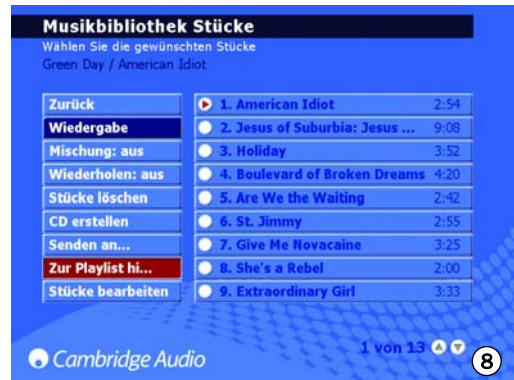 Musikbibliothek Stücke
Wählen Sie die gewünschten Stücke
Green Day / American Idiot
Zurück
Wiedergabe
Mischung: aus
Wiederholen: aus
Stücke löschen
CD erstellen
Senden an...
Zur Playlist hi...
Stücke bearbeiten
1. American Idiot 2:54
2. Jesus of Suburbia: Jesus ... 9:08
3. Holiday 3:52
4. Boulevard of Broken Dreams 4:20
5. Are We the Waiting 2:42
6. St. Jimmy 2:55
7. Give Me Novacaine 3:25
8. She's a Rebel 2:00
9. Extraordinary Girl 3:33
1 von 13
Cambridge Audio
8